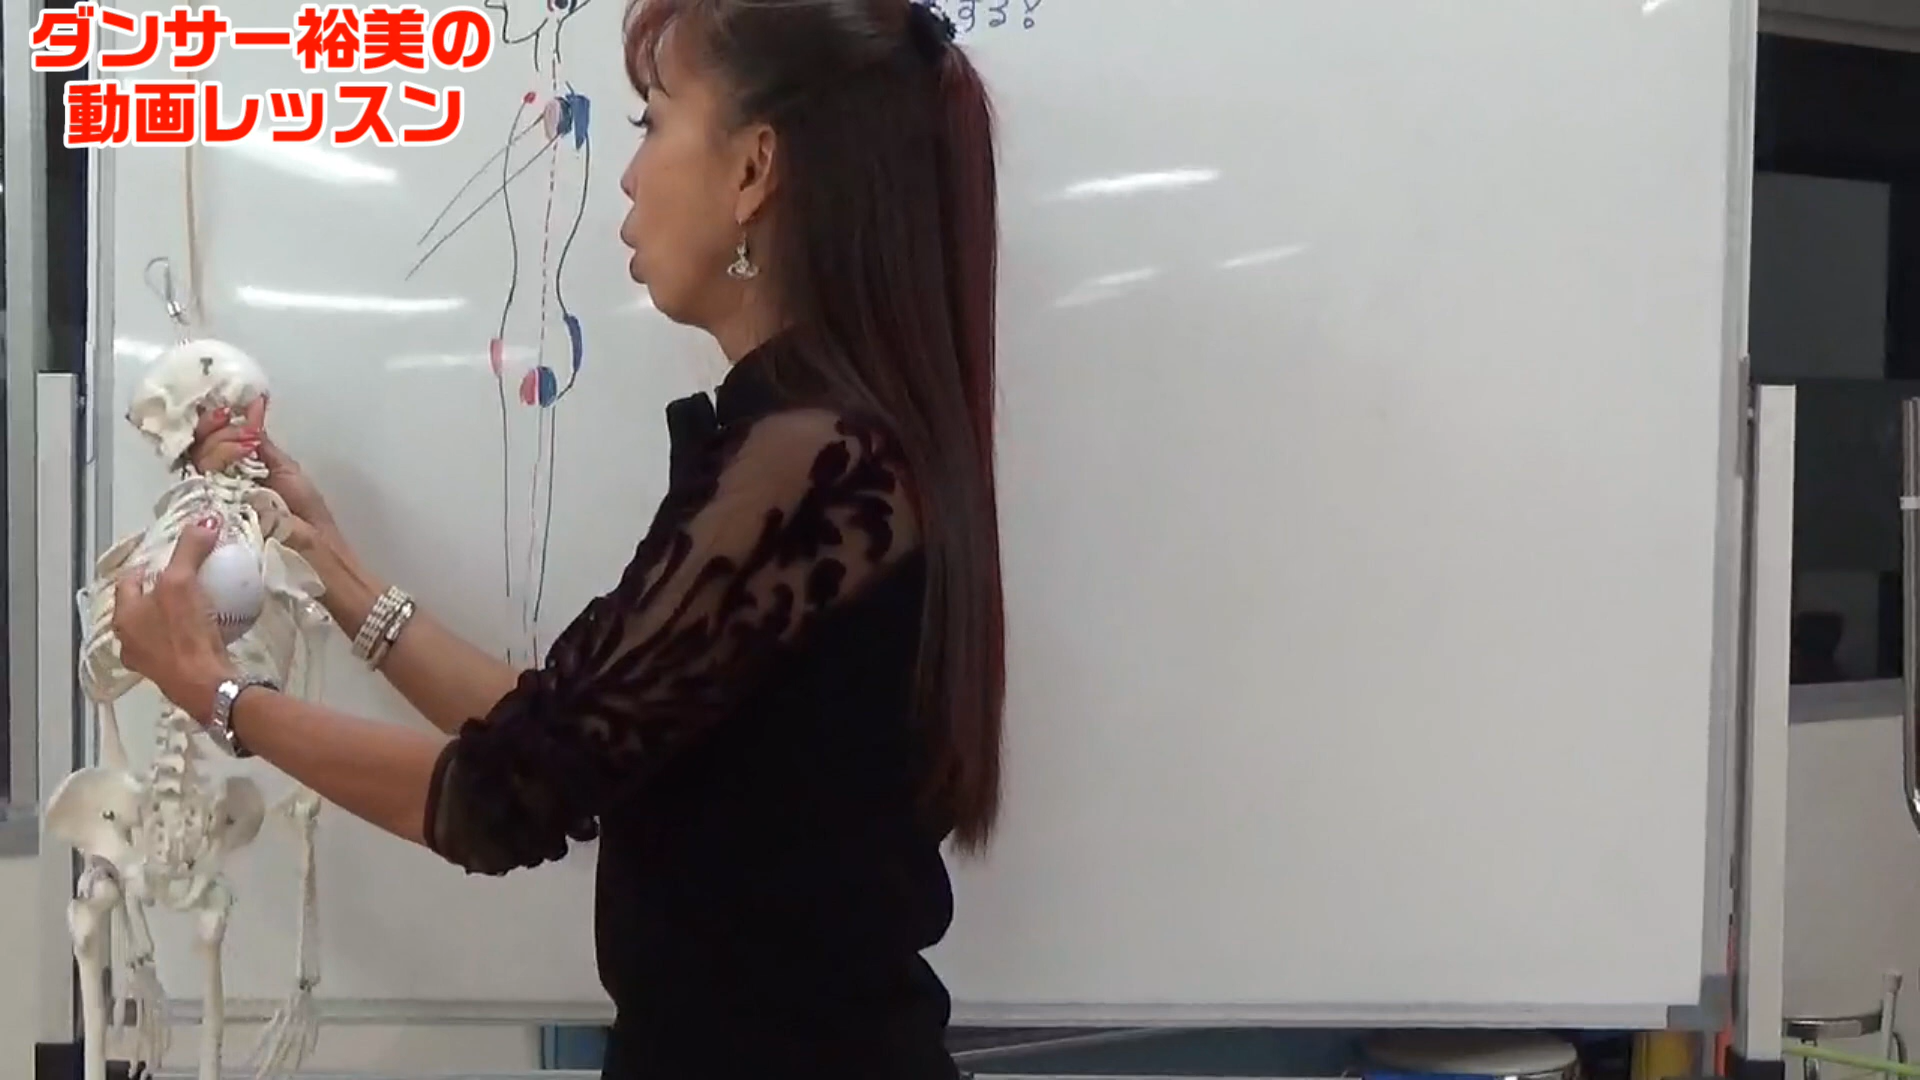 ダンサー裕美の
動画レッスン
する。